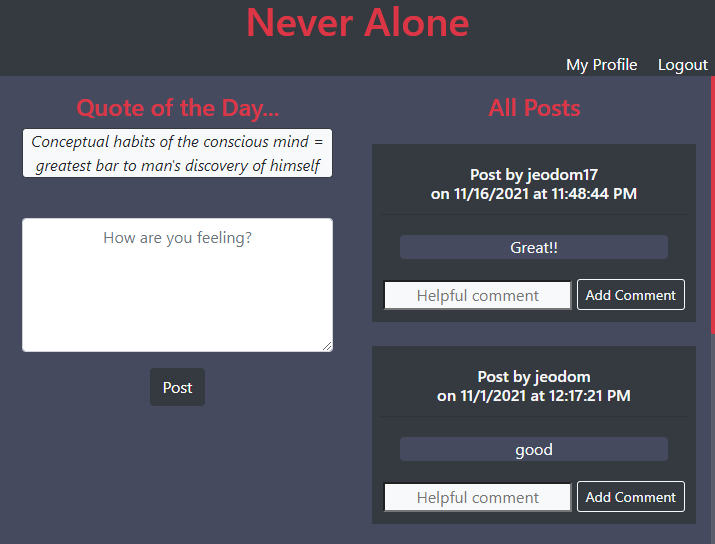 Never Alone
My Profile
Logout
Quote of the Day...
Conceptual habits of the conscious mind =
greatest bar to man's discovery of himself
How are you feeling?
Post
All Posts
Post by jeodom17
on 11/16/2021 at 11:48:44 PM
Great!!
Helpful comment
Add Comment
Post by jeodom
on 11/1/2021 at 12:17:21 PM
good
Helpful comment
Add Comment